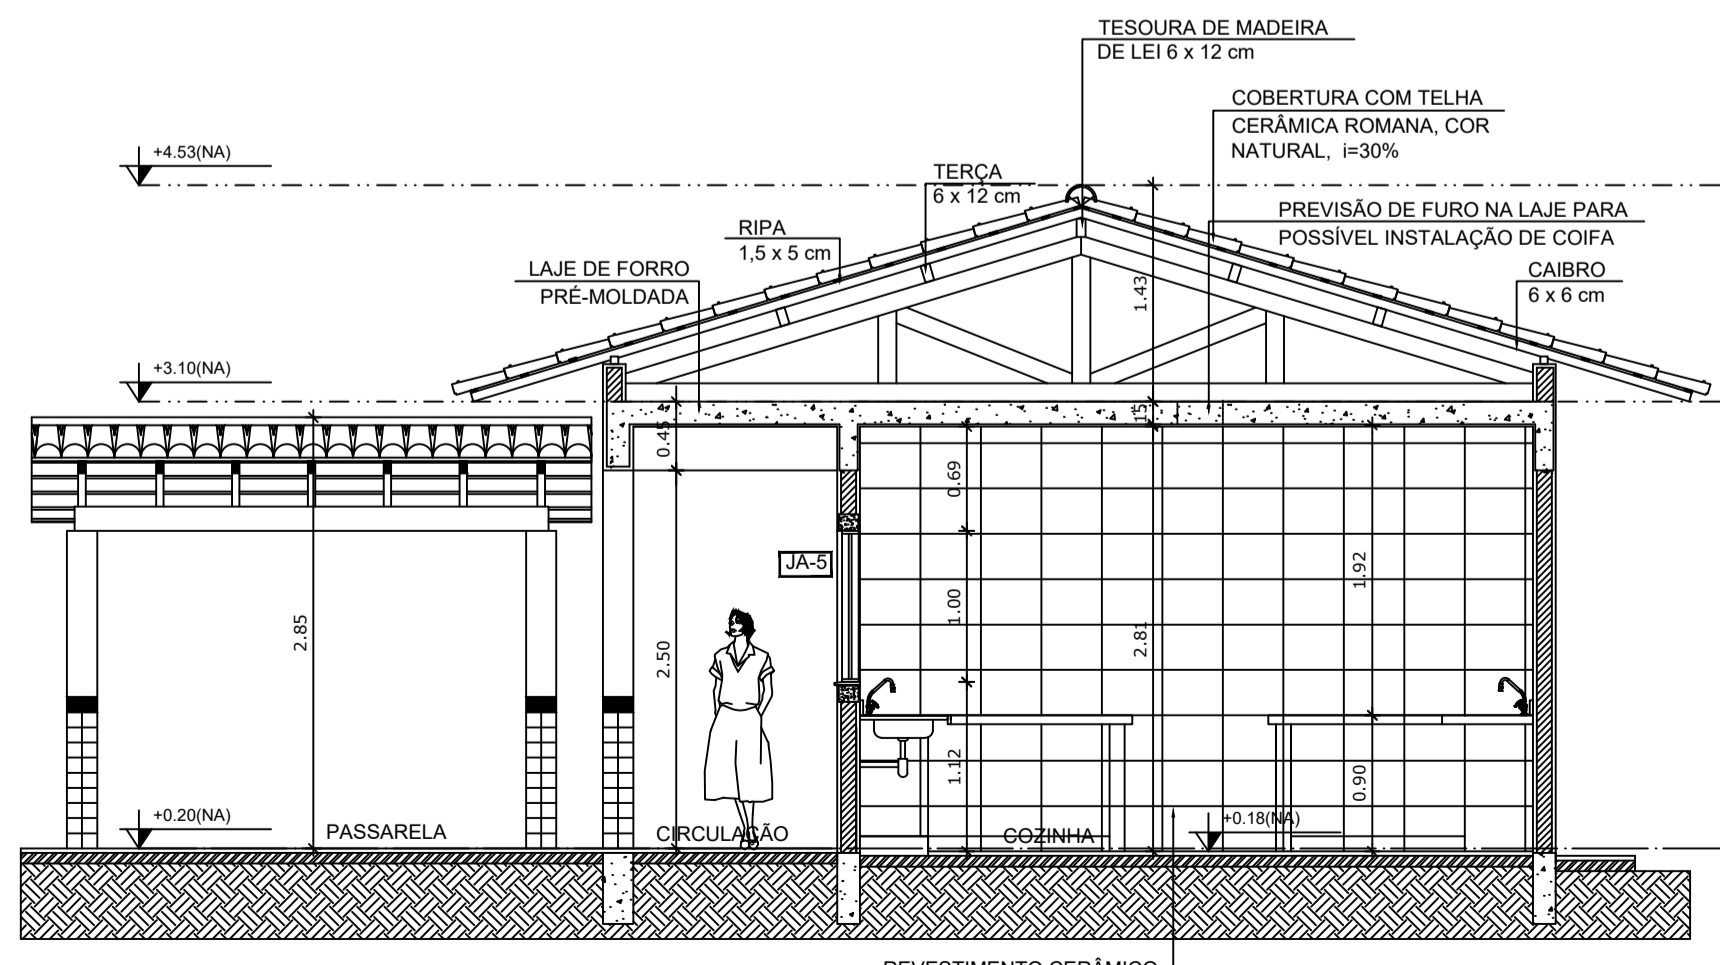 TESOURA DE MADEIRA
DE LEI 6 x 12 cm
COBERTURA COM TELHA
CERÂMICA ROMANA, COR
NATURAL, i=30%
+4.53(NA)
TERÇA
6 x 12 cm
PREVISÃO DE FURO NA LAJE PARA
POSSÍVEL INSTALAÇÃO DE COIFA
RIPA
1,5 x 5 cm
LAJE DE FORRO
PRÉ-MOLDADA
CAIBRO
6 x 6 cm
1.43
+3.10(NA)
15
0.45
0.69
JA-5
1.92
1.00
2.85
2.50
2.81
1.12
0.90
+0.20(NA)
+0.18(NA)
PASSARELA
CIRCULAÇÃO
COZINHA
REVESTIMENTO CERÂMICO